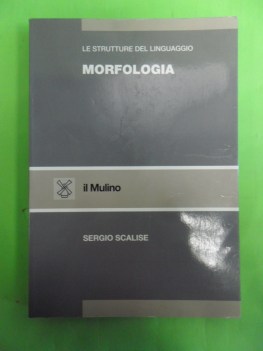 LE STRUTTURE DEL LINGUAGGIO
MORFOLOGIA
il Mulino
SERGIO SCALISE